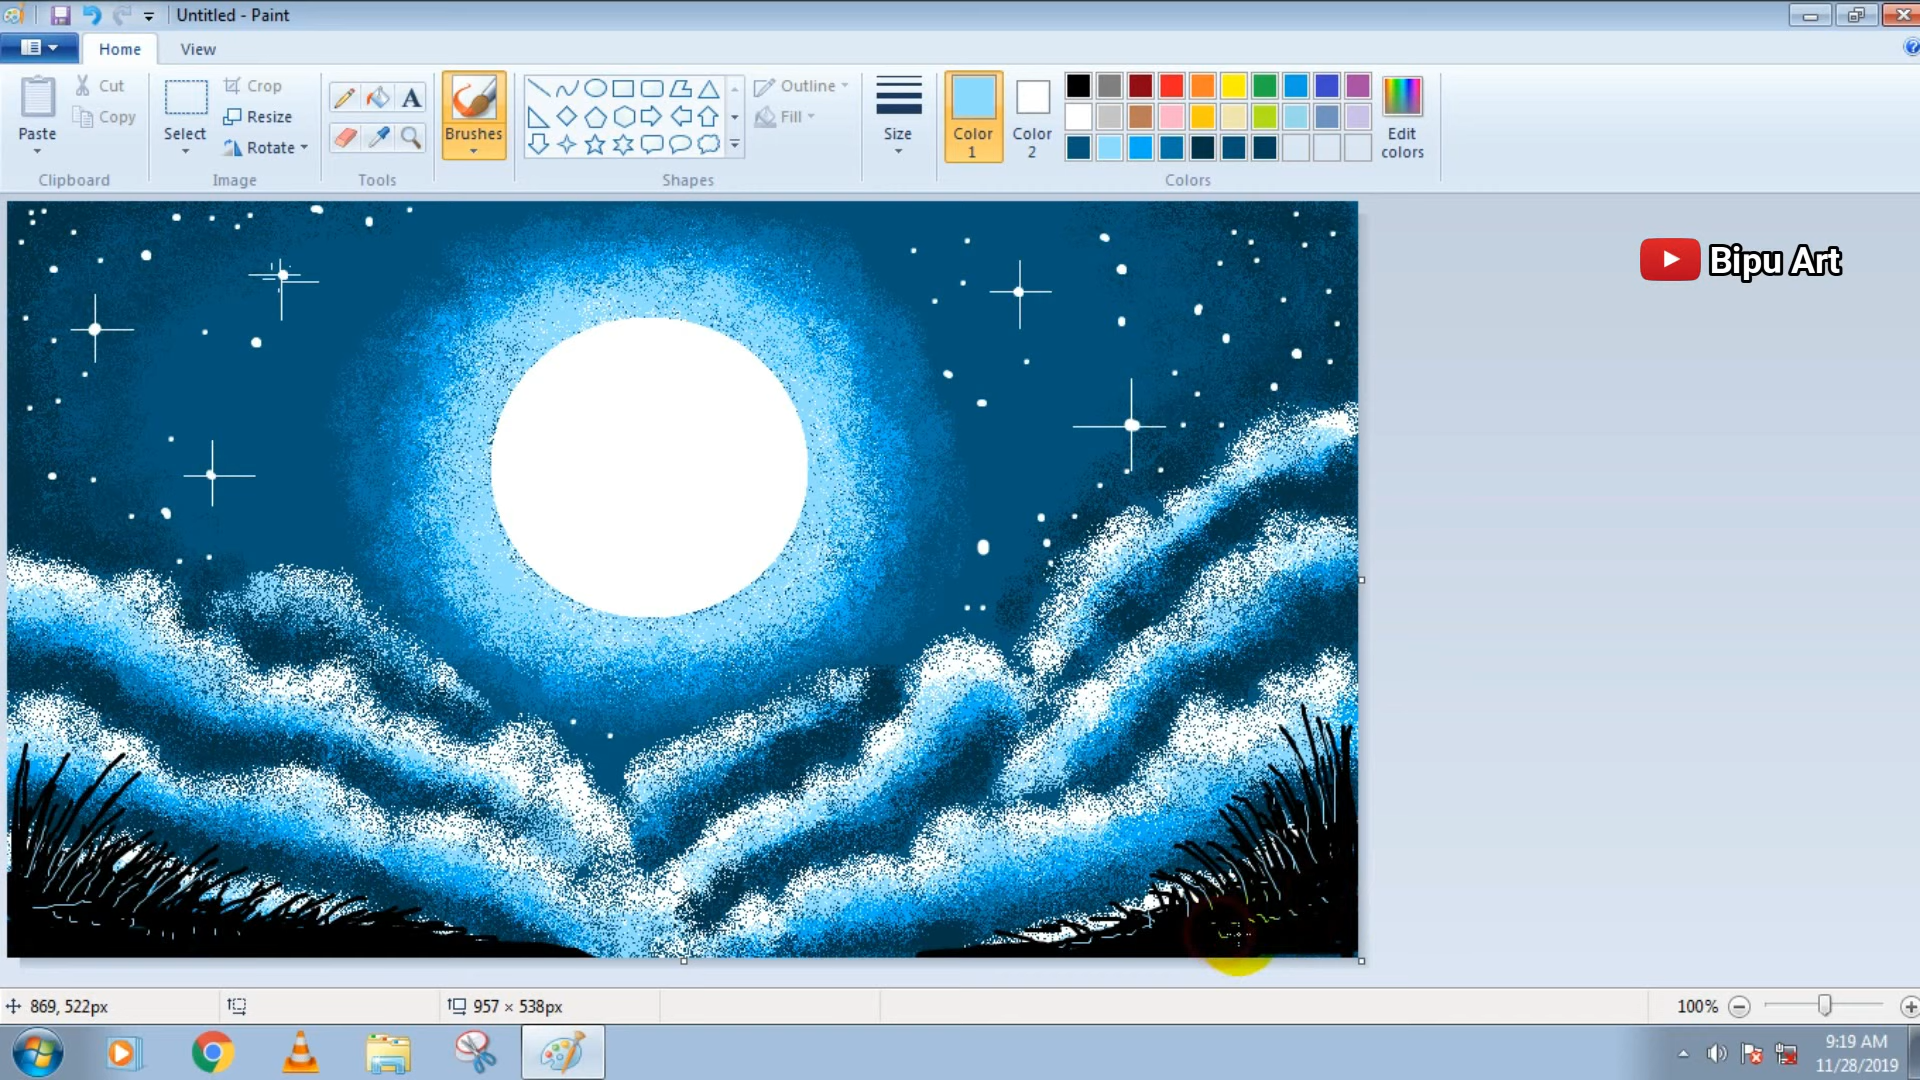 Untitled - Paint
Home View
Paste
Cut
Copy
Clipboard
Select
Crop
Resize
Rotate
Image
A
Tools
Brushes
Outline
Fill
Shapes
Size
Color 1
Color 2
Edit colors
Colors
Bipu Art
869, 522px
957 × 538px
100%
9:19 AM
11/28/2019